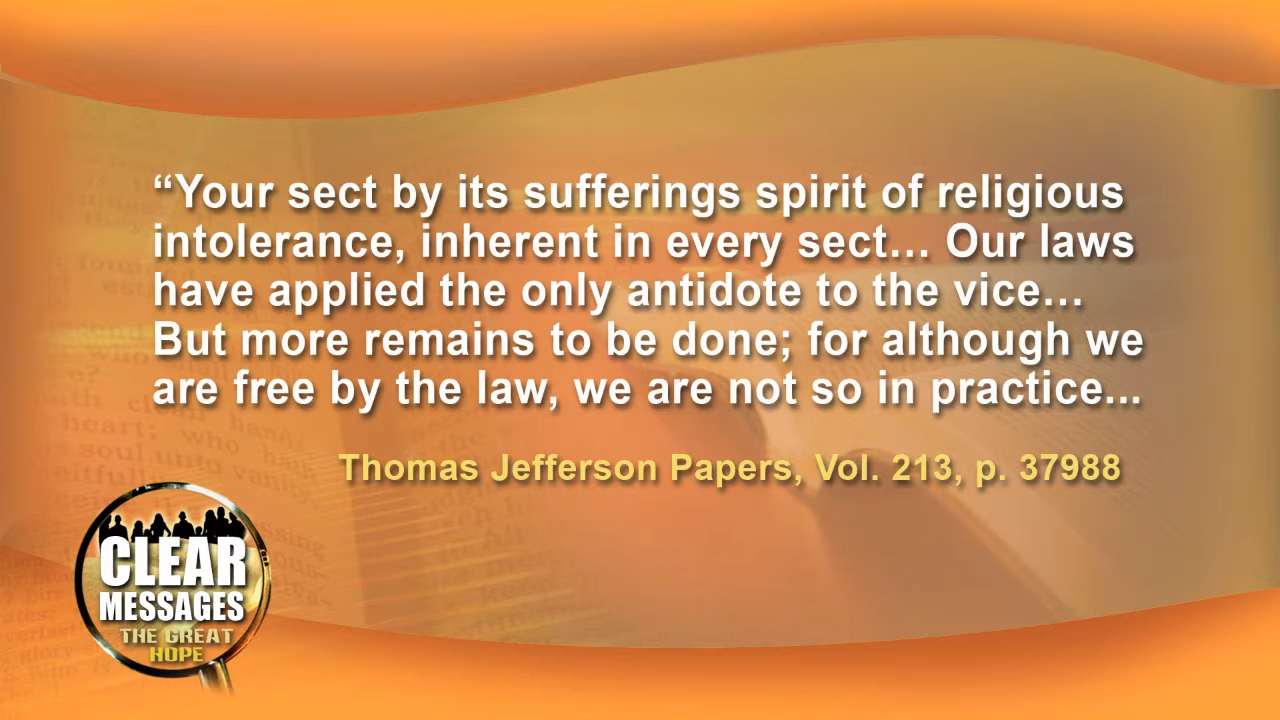 “Your sect by its sufferings spirit of religious
intolerance, inherent in every sect… Our laws
have applied the only antidote to the vice…
But more remains to be done; for although we
are free by the law, we are not so in practice...
Thomas Jefferson Papers, Vol. 213, p. 37988
CLEAR
MESSAGES
THE GREAT
HOPE